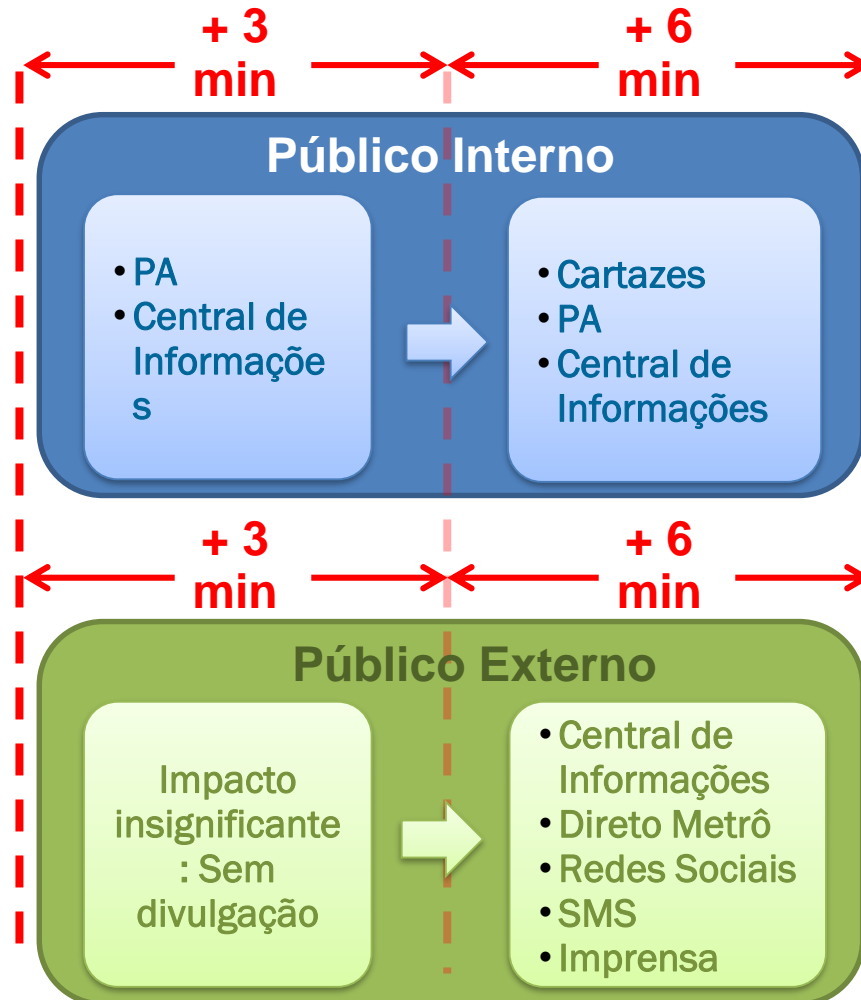 + 3
min
+ 6
min
Público Interno
• PA
• Central de
Informaçõe
s
• Cartazes
• PA
• Central de
Informações
+ 3
min
+ 6
min
Público Externo
Impacto
insignificante
: Sem
divulgação
• Central de
Informações
• Direto Metrô
• Redes Sociais
• SMS
• Imprensa